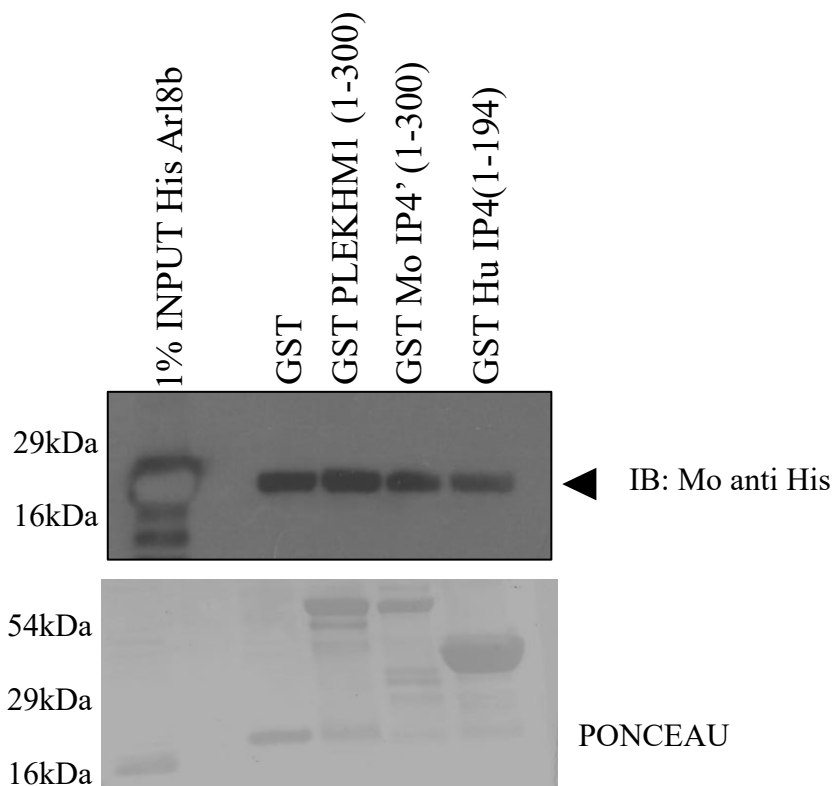 1% INPUT His Arl8b
GST
GST PLEKHM1 (1-300)
GST Mo IP4’ (1-300)
GST Hu IP4(1-194)
29kDa
16kDa
IB: Mo anti His
54kDa
29kDa
16kDa
PONCEAU